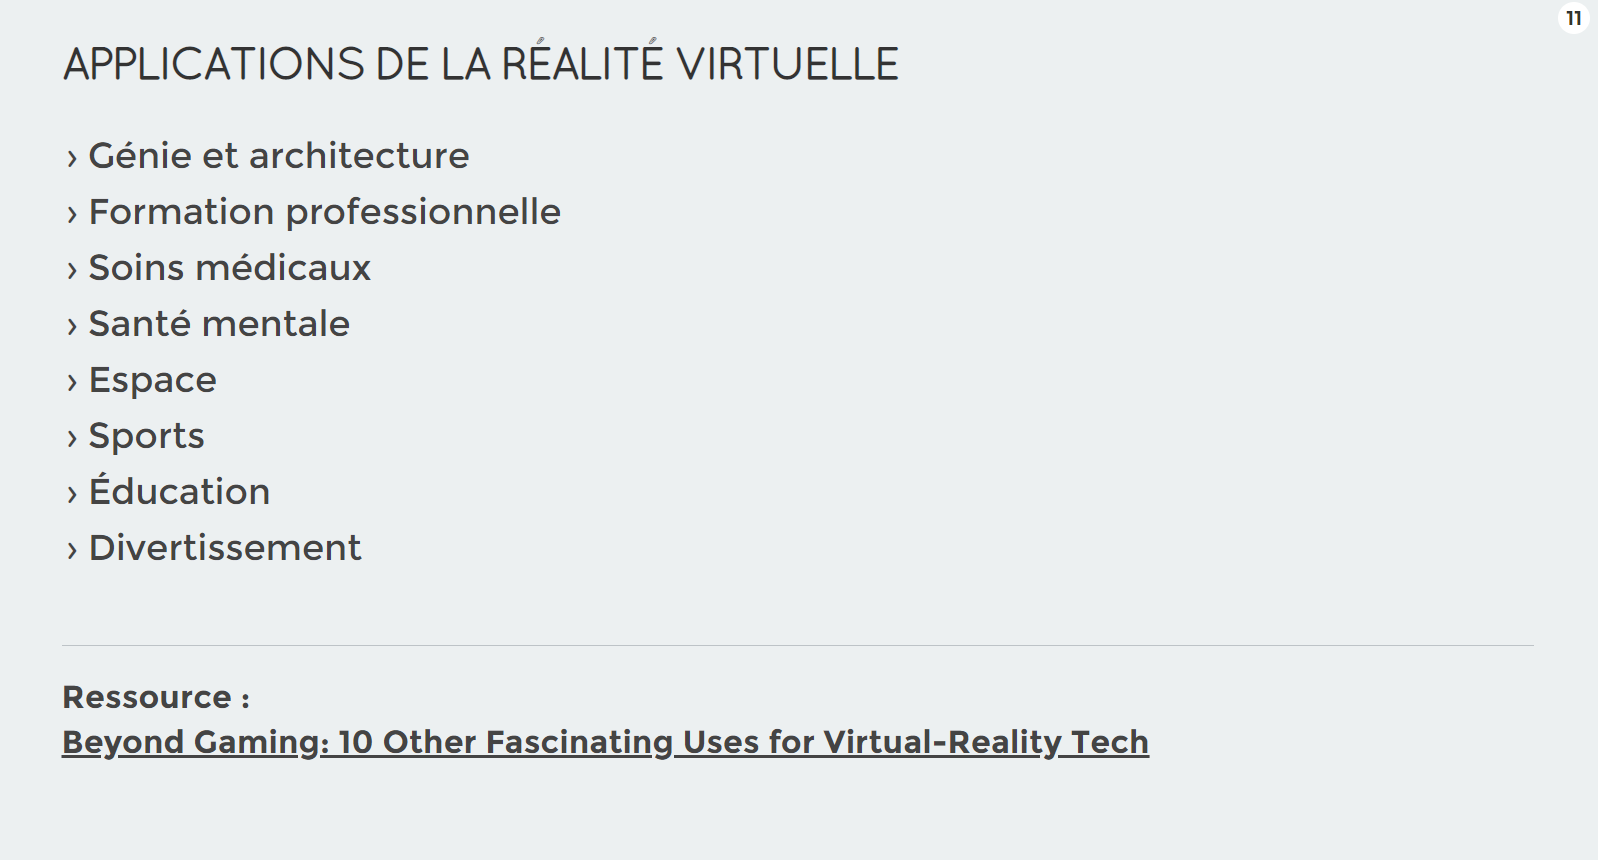 11
APPLICATIONS DE LA RÉALITÉ VIRTUELLE
› Génie et architecture
› Formation professionnelle
› Soins médicaux
› Santé mentale
› Espace
› Sports
› Éducation
› Divertissement
Ressource :
Beyond Gaming: 10 Other Fascinating Uses for Virtual-Reality Tech